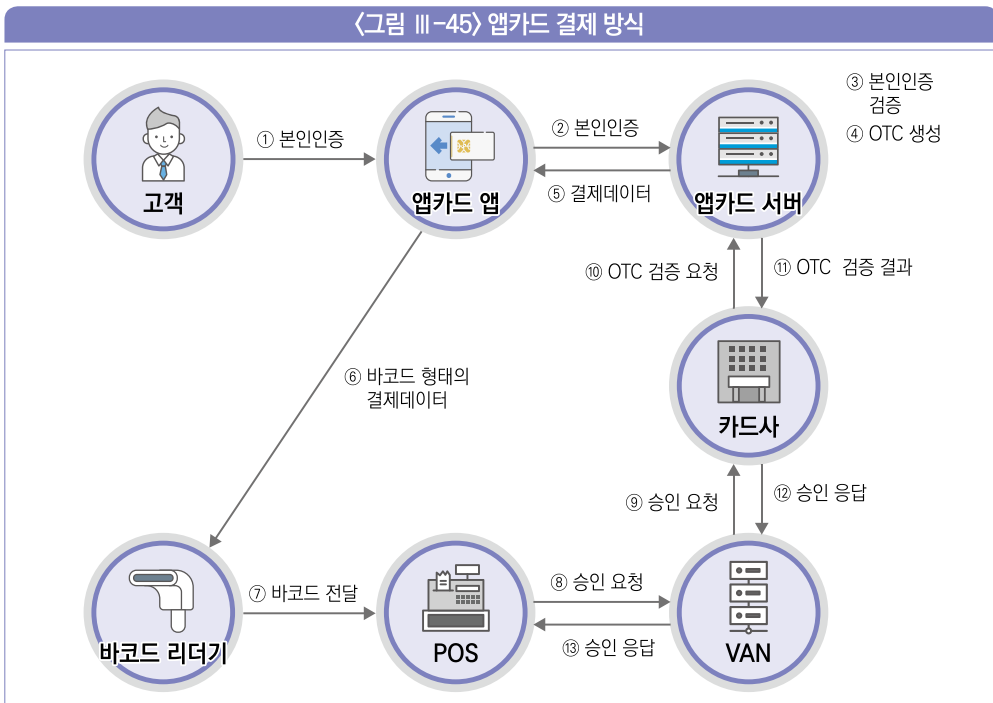 〈그림 Ⅲ-45〉 앱카드 결제 방식
① 본인인증
② 본인인증
③ 본인인증
검증
④ OTC 생성
⑤ 결제데이터
고객
앱카드 앱
앱카드 서버
⑩ OTC 검증 요청
⑪ OTC 검증 결과
⑥ 바코드 형태의
결제데이터
카드사
⑨ 승인 요청
⑫ 승인 응답
⑦ 바코드 전달
⑧ 승인 요청
⑬ 승인 응답
바코드 리더기
POS
VAN